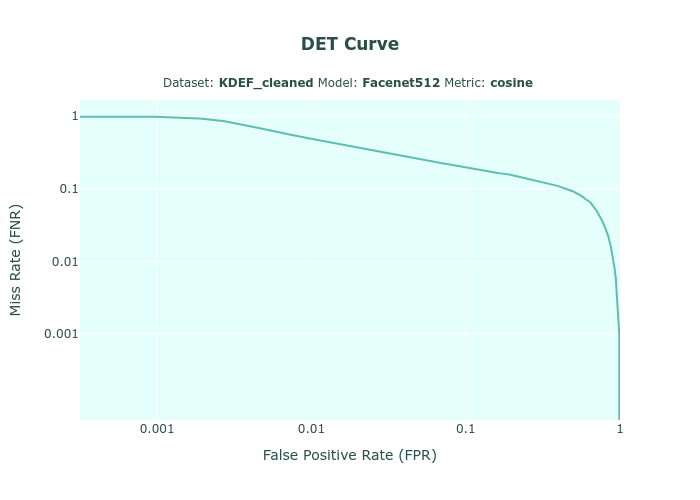 DET Curve
Dataset: KDEF_cleaned Model: Facenet512 Metric: cosine
1
0.1
0.01
0.001
Miss Rate (FNR)
0.001 0.01 0.1 1
False Positive Rate (FPR)